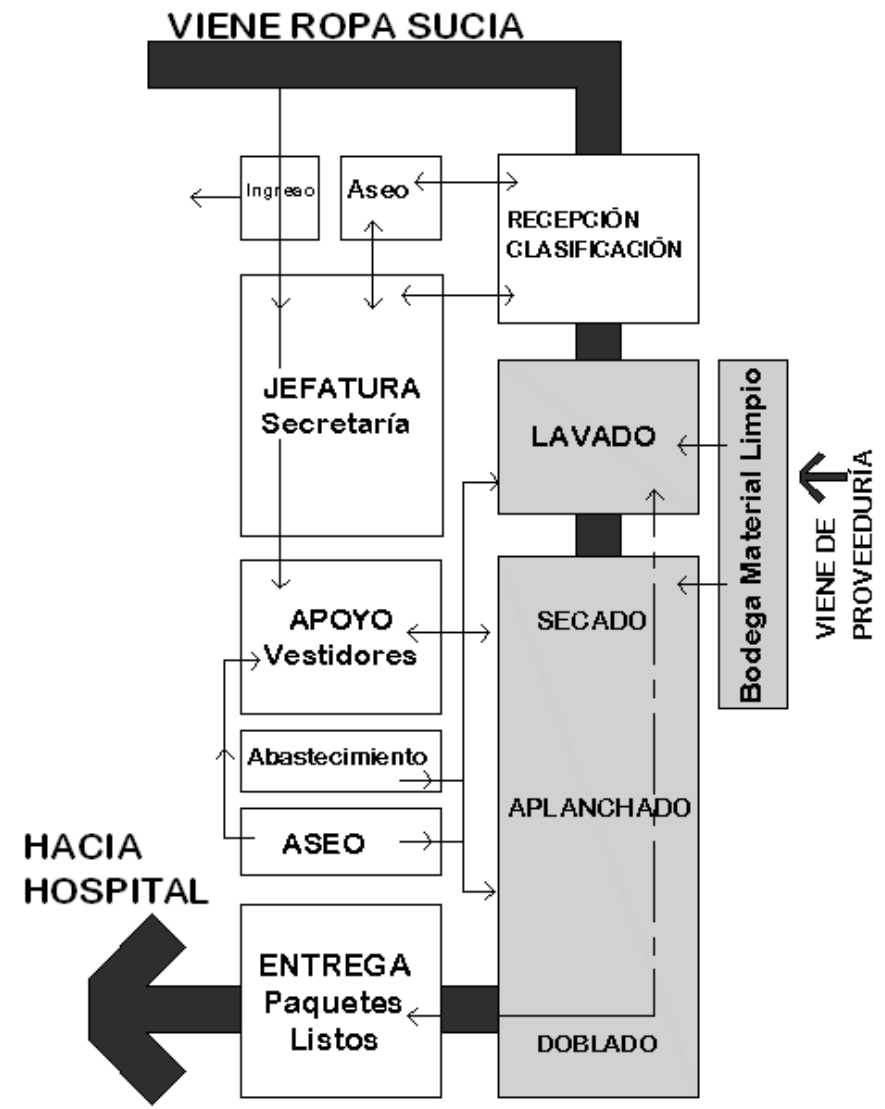 VIENE ROPA SUCIA
Ingreso
Aseo
RECEPCIÓN
CLASIFICACIÓN
JEFATURA
Secretaría
LAVADO
Bodega Material Limpio
VIENE DE
PROVEEDURÍA
APOYO
Vestidores
SECADO
Abastecimiento
APLANCHADO
ASEO
HACIA
HOSPITAL
ENTREGA
Paquetes
Listos
DOBLADO